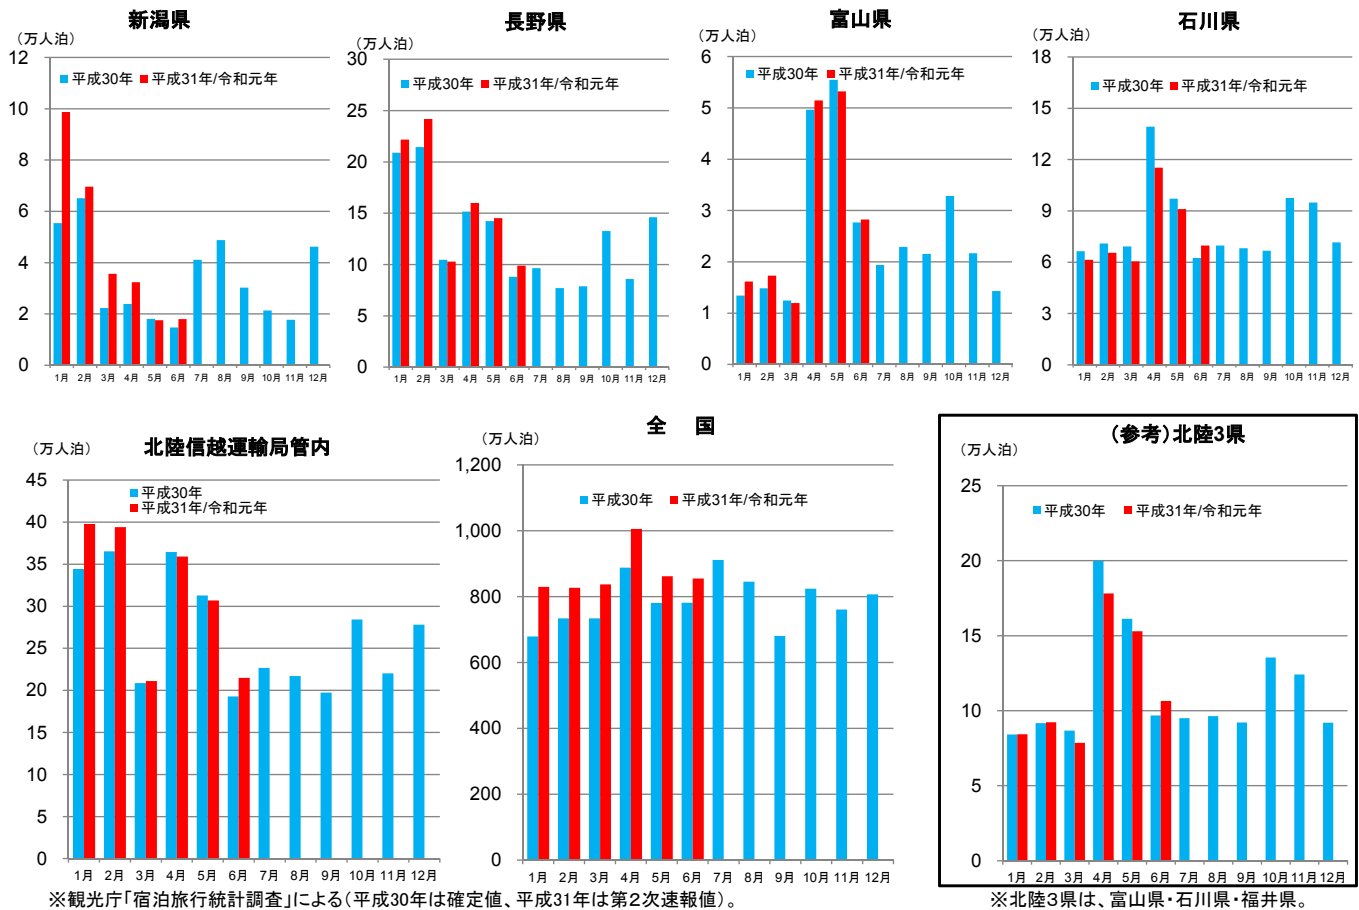 新潟県
(万人泊)
平成30年 平成31年/令和元年
12
10
8
6
4
2
0
1月 2月 3月 4月 5月 6月 7月 8月 9月 10月 11月 12月
長野県
(万人泊)
平成30年 平成31年/令和元年
30
25
20
15
10
5
0
1月 2月 3月 4月 5月 6月 7月 8月 9月 10月 11月 12月
富山県
(万人泊)
平成30年 平成31年/令和元年
6
5
4
3
2
1
0
1月 2月 3月 4月 5月 6月 7月 8月 9月 10月 11月 12月
石川県
(万人泊)
平成30年 平成31年/令和元年
18
15
12
9
6
3
0
1月 2月 3月 4月 5月 6月 7月 8月 9月 10月 11月 12月
北陸信越運輸局管内
(万人泊)
平成30年
平成31年/令和元年
45
40
35
30
25
20
15
10
5
0
1月 2月 3月 4月 5月 6月 7月 8月 9月 10月 11月 12月
全 国
(万人泊)
平成30年 平成31年/令和元年
1,200
1,000
800
600
400
200
0
1月 2月 3月 4月 5月 6月 7月 8月 9月 10月 11月 12月
(参考)北陸3県
(万人泊)
平成30年 平成31年/令和元年
25
20
15
10
5
0
1月 2月 3月 4月 5月 6月 7月 8月 9月 10月 11月 12月
※観光庁「宿泊旅行統計調査」による(平成30年は確定値、平成31年は第2次速報値)。
※北陸3県は、富山県・石川県・福井県。